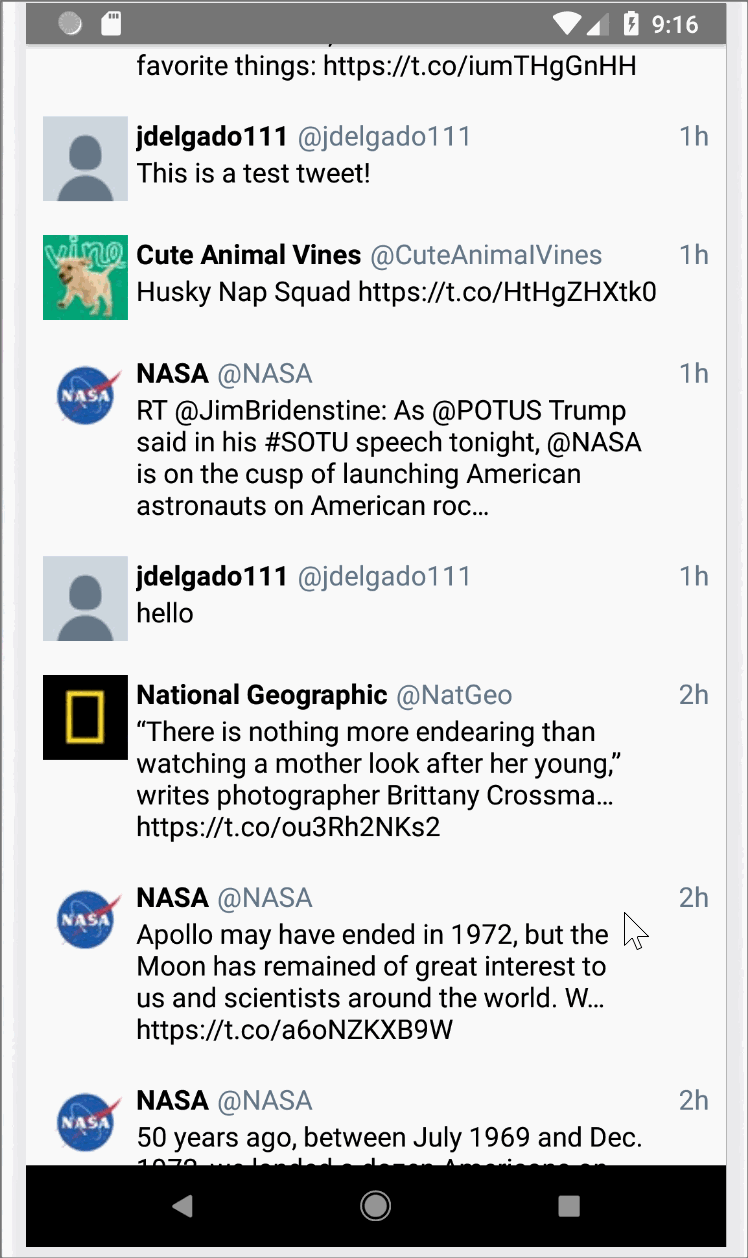 9:16
favorite things: https://t.co/iumTHgGnHH
jdelgado111 @jdelgado111 1h
This is a test tweet!
vine
Cute Animal Vines @CuteAnimalVines 1h
Husky Nap Squad https://t.co/HtHgZHXtk0
NASA
NASA @NASA 1h
RT @JimBridenstine: As @POTUS Trump
said in his #SOTU speech tonight, @NASA
is on the cusp of launching American
astronauts on American roc…
jdelgado111 @jdelgado111 1h
hello
National Geographic @NatGeo 2h
“There is nothing more endearing than
watching a mother look after her young,”
writes photographer Brittany Crossma…
https://t.co/ou3Rh2NKs2
NASA
NASA @NASA 2h
Apollo may have ended in 1972, but the
Moon has remained of great interest to
us and scientists around the world. W…
https://t.co/a6oNZKXB9W
NASA
NASA @NASA 2h
50 years ago, between July 1969 and Dec.
1972, we landed a dozen Americans on